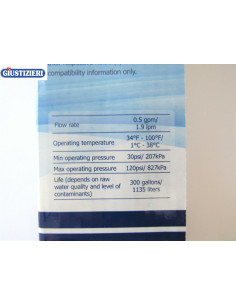 GIUSTIZIERI
compatibility information only.
Flow rate
0.5 gpm/
1.9 lpm
Operating temperature
34°F - 100°F/
1°C - 38°C
Min operating pressure
30psi/ 207kPa
Max operating pressure
120psi/ 827kPa
Life (depends on raw
water quality and level of
contaminants)
300 gallons/
1135 liters